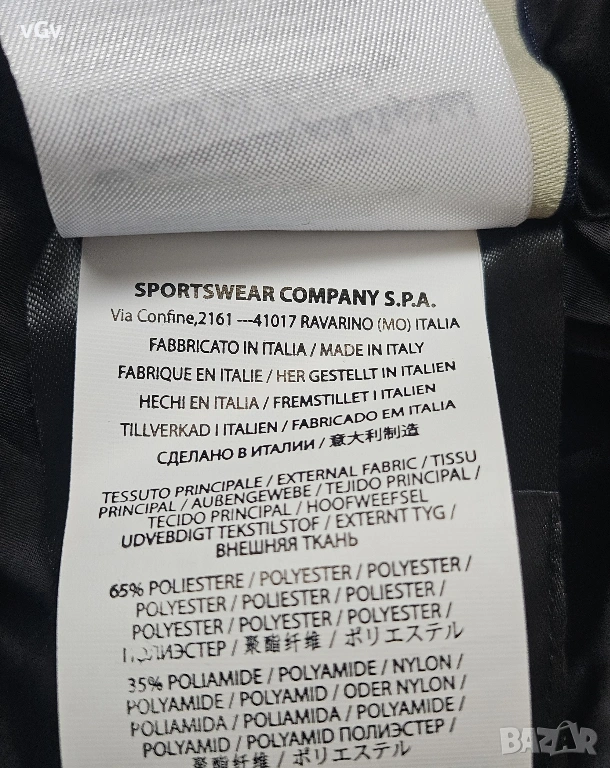 vGv
SPORTSWEAR COMPANY S.P.A.
Via Confine,2161 ---41017 RAVARINO (MO) ITALIA
FABBRICATO IN ITALIA / MADE IN ITALY
FABRIQUE EN ITALIE / HER GESTELLT IN ITALIEN
HECHI EN ITALIA / FREMSTILLET I ITALIEN
TILLVERKAD I ITALIEN / FABRICADO EM ITALIA
СДЕЛАНО В ИТАЛИИ / 意大利制造
TESSUTO PRINCIPALE / EXTERNAL FABRIC / TISSU
PRINCIPAL / AUßENGEWEBE / TEJIDO PRINCIPAL /
TECIDO PRINCIPAL / HOOFWEEFSEL
UDVEBDIGT TEKSTILSTOF / EXTERNT TYG /
ВНЕШНЯЯ ТКАНЬ
65% POLIESTERE / POLYESTER / POLYESTER /
POLYESTER / POLIESTER / POLIESTER /
POLYESTER / POLYESTER / POLYESTER /
/ 聚酯纤维 / ポリエステル
35% POLIAMIDE / POLYAMIDE / NYLON /
POLYAMIDE / POLYAMID / ODER NYLON /
POLIAMIDA / POLIAMIDA / POLYAMIDE /
POLYAMID / POLYAMID ПОЛИЭСТЕР /
聚酯纤维 / ポリエステル
BAZAR